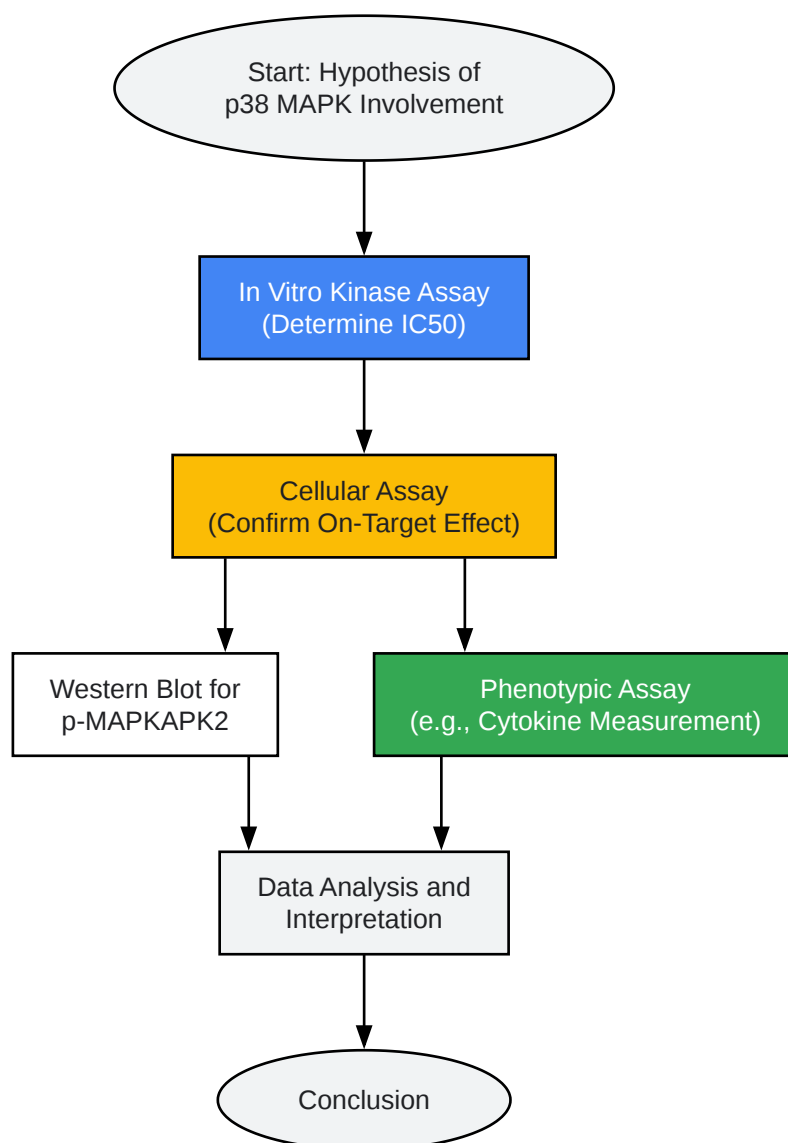 Start: Hypothesis of
p38 MAPK Involvement
In Vitro Kinase Assay
(Determine IC50)
Cellular Assay
(Confirm On-Target Effect)
Western Blot for
p-MAPKAPK2
Phenotypic Assay
(e.g., Cytokine Measurement)
Data Analysis and
Interpretation
Conclusion